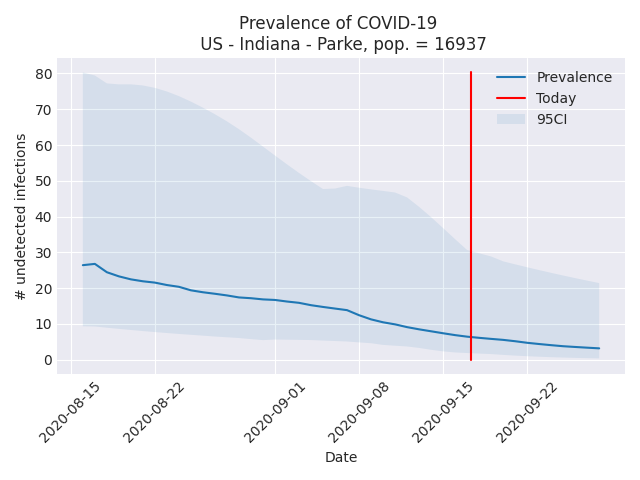 Prevalence of COVID-19
US - Indiana - Parke, pop. = 16937
# undetected infections
80
70
60
50
40
30
20
10
0
Prevalence
Today
95CI
2020-08-15
2020-08-22
2020-09-01
2020-09-08
2020-09-15
2020-09-22
Date